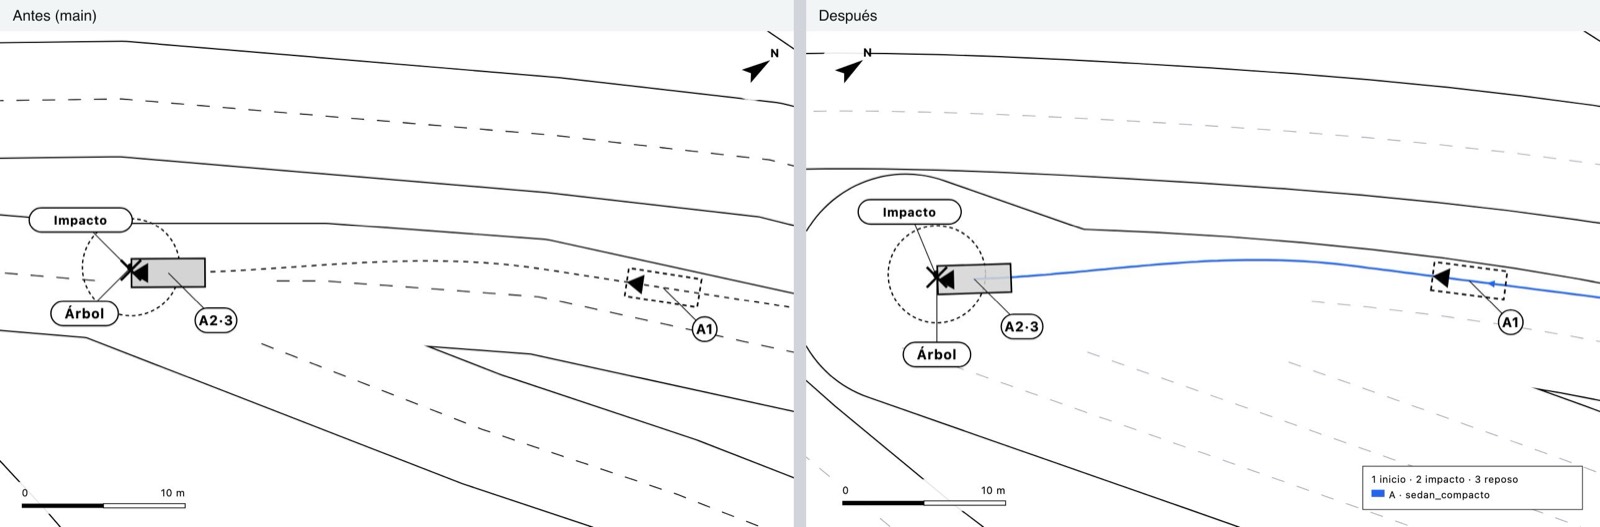 Antes (main)
N
Impacto
Árbol
A2·3
A1
0 10 m
Después
N
Impacto
Árbol
A2·3
A1
0 10 m
1 inicio · 2 impacto · 3 reposo
A · sedan_compacto